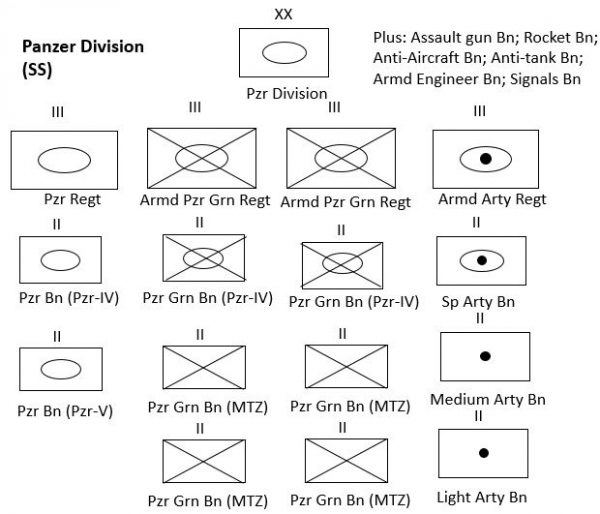 XX
Panzer Division
(SS)
Plus: Assault gun Bn; Rocket Bn;
Anti-Aircraft Bn; Anti-tank Bn;
Armd Engineer Bn; Signals Bn
Pzr Division
III III III III
Pzr Regt Armd Pzr Grn Regt Armd Pzr Grn Regt Armd Arty Regt
II II II II
Pzr Bn (Pzr-IV) Pzr Grn Bn (Pzr-IV) Pzr Grn Bn (Pzr-IV) Sp Arty Bn
II II II II
Pzr Bn (Pzr-V) Pzr Grn Bn (MTZ) Pzr Grn Bn (MTZ) Medium Arty Bn
II II II
Pzr Grn Bn (MTZ) Pzr Grn Bn (MTZ) Light Arty Bn